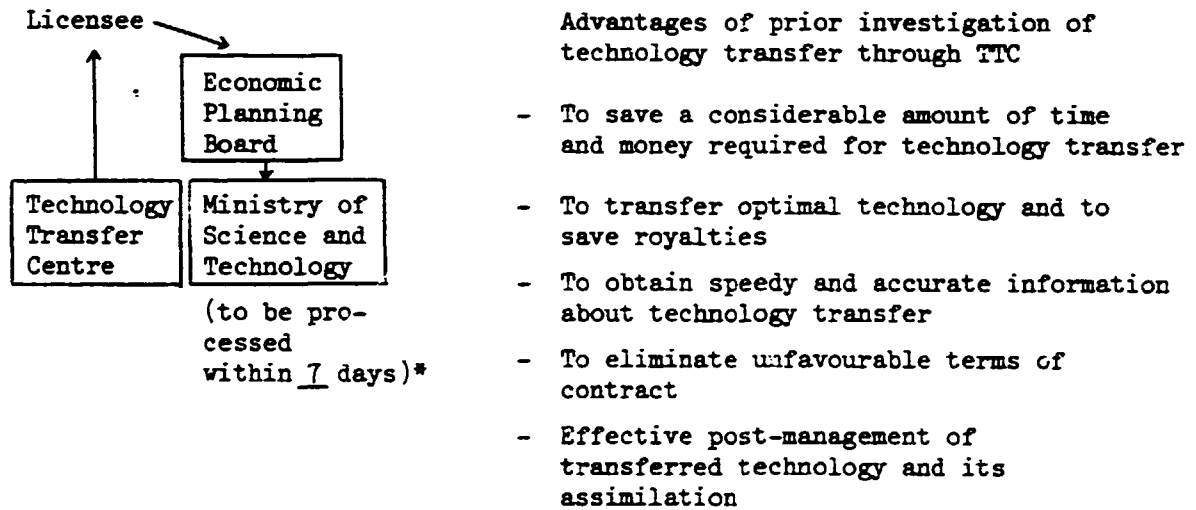 Licensee
Economic
Planning
Board
Technology
Transfer
Centre
Ministry of
Science and
Technology
(to be pro-
cessed
within 7 days)*
Advantages of prior investigation of
technology transfer through TTC
- To save a considerable amount of time
and money required for technology transfer
- To transfer optimal technology and to
save royalties
- To obtain speedy and accurate information
about technology transfer
- To eliminate unfavourable terms of
contract
- Effective post-management of
transferred technology and its
assimilation